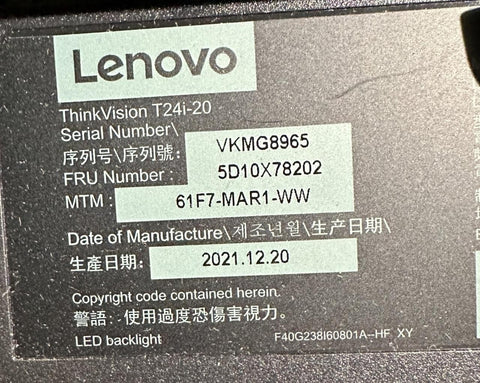 Lenovo
ThinkVision T24i-20
Serial Number\
序列号\序列號: VKMG8965
FRU Number : 5D10X78202
MTM : 61F7-MAR1-WW
Date of Manufacture\제조년월\生产日期\
生產日期: 2021.12.20
Copyright code contained herein.
警語: 使用過度恐傷害視力。
LED backlight F40G238I60801A-HF XY